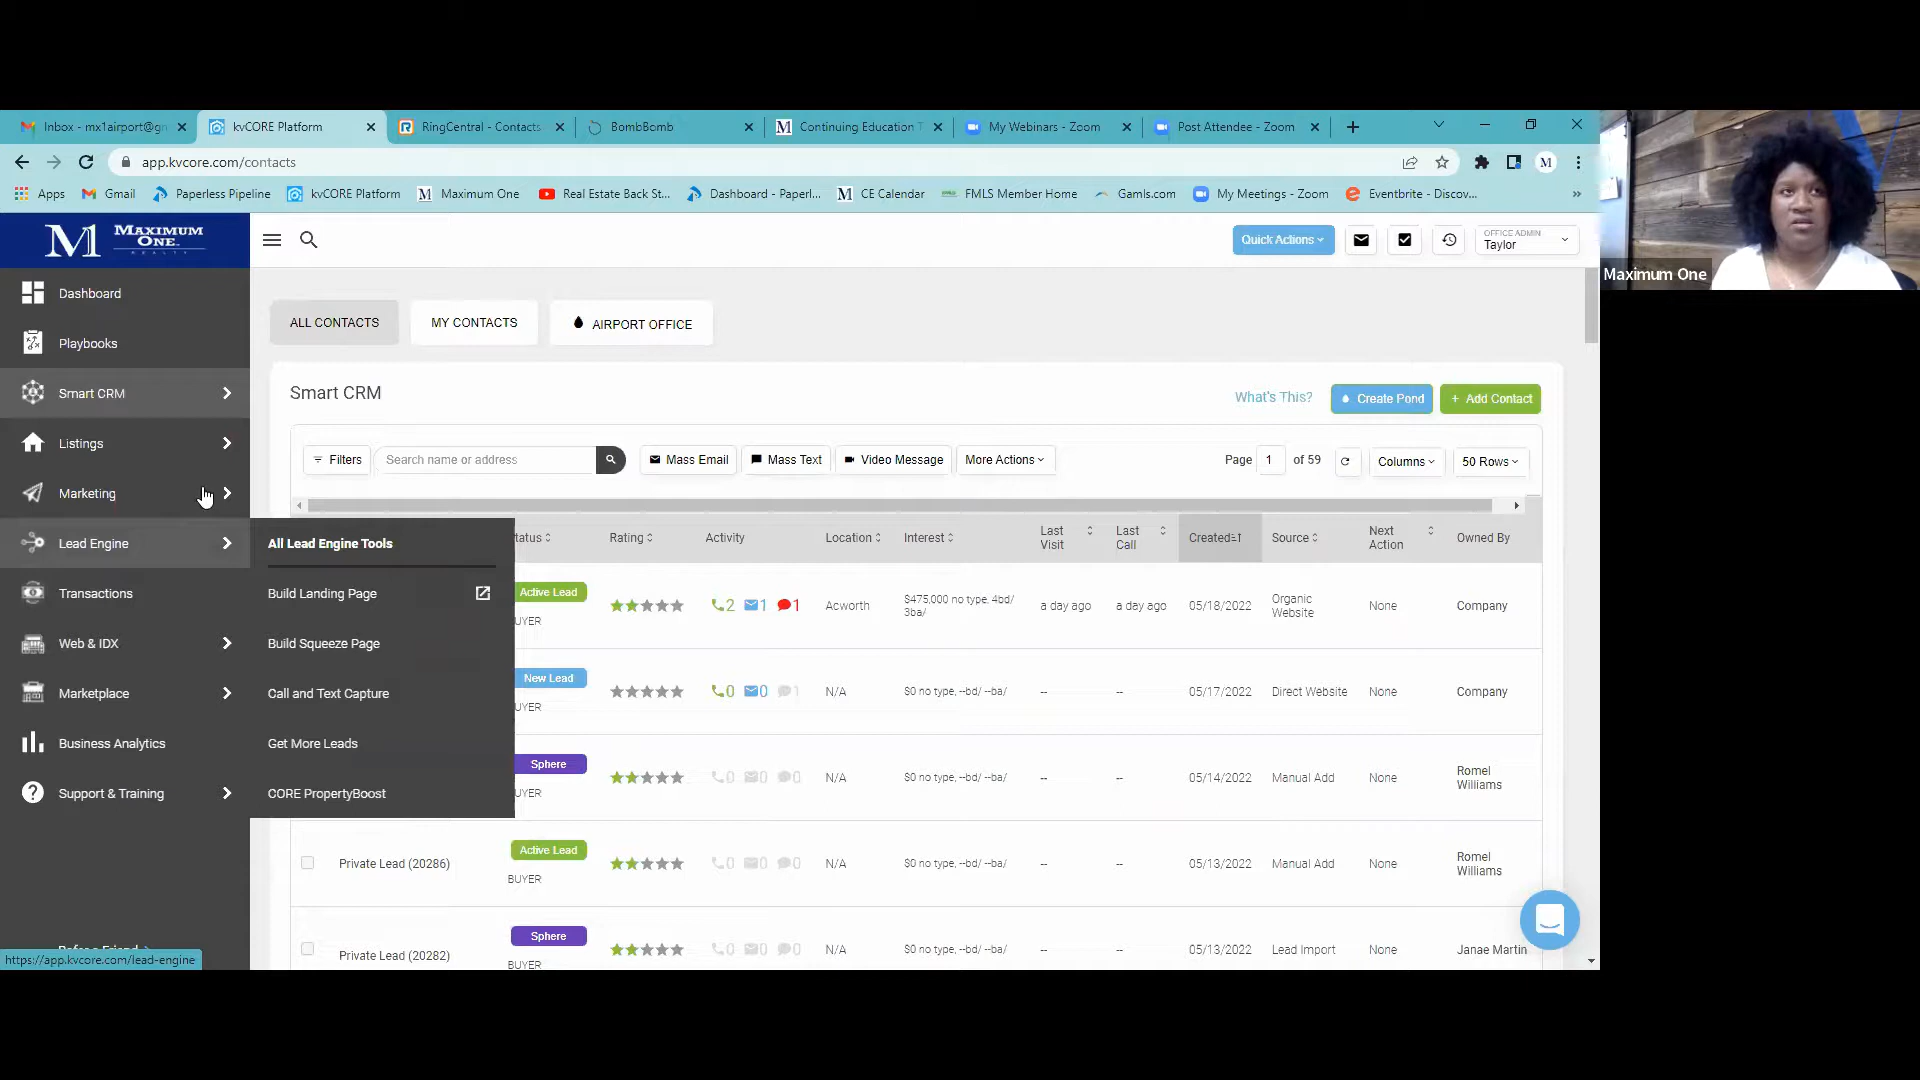 Inbox - mx1airport@gm
kvCORE Platform
RingCentral - Contacts
BombBomb
Continuing Education T
My Webinars - Zoom
Post Attendee - Zoom
app.kvcore.com/contacts
M
Apps
Gmail
Paperless Pipeline
kvCORE Platform
Maximum One
Real Estate Back St...
Dashboard - Paperl...
CE Calendar
FMLS Member Home
Gamls.com
My Meetings - Zoom
Eventbrite - Discov...
M MAXIMUM ONE
REALTY
Quick Actions
OFFICE ADMIN
Taylor
Maximum One
Dashboard
Playbooks
Smart CRM
Listings
Marketing
Lead Engine
Transactions
Web & IDX
Marketplace
Business Analytics
Support & Training
https://app.kvcore.com/lead-engine
All Lead Engine Tools
Build Landing Page
Build Squeeze Page
Call and Text Capture
Get More Leads
CORE PropertyBoost
ALL CONTACTS
MY CONTACTS
AIRPORT OFFICE
Smart CRM
What's This?
Create Pond
+ Add Contact
Filters
Search name or address
Mass Email
Mass Text
Video Message
More Actions
Page 1 of 59
Columns
50 Rows
tatus Rating Activity Location Interest Last Visit Last Call Created Source Next Action Owned By
Active Lead
UYER
2 1 1 Acworth $475,000 no type, 4bd/ 3ba/ a day ago a day ago 05/18/2022 Organic Website None Company
New Lead
UYER
0 0 1 N/A $0 no type, --bd/ --ba/ -- -- 05/17/2022 Direct Website None Company
Sphere
UYER
0 0 0 N/A $0 no type, --bd/ --ba/ -- -- 05/14/2022 Manual Add None Romel Williams
Private Lead (20286)
Active Lead
BUYER
0 0 0 N/A $0 no type, --bd/ --ba/ -- -- 05/13/2022 Manual Add None Romel Williams
Private Lead (20282)
Sphere
BUYER
0 0 0 N/A $0 no type, --bd/ --ba/ -- -- 05/13/2022 Lead Import None Janae Martin